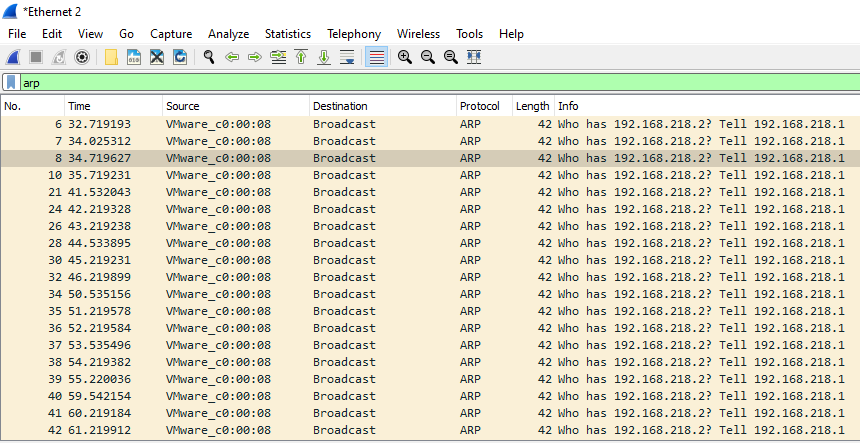 *Ethernet 2
File Edit View Go Capture Analyze Statistics Telephony Wireless Tools Help
arp
No. Time Source Destination Protocol Length Info
6 32.719193 VMware_c0:00:08 Broadcast ARP 42 Who has 192.168.218.2? Tell 192.168.218.1
7 34.025312 VMware_c0:00:08 Broadcast ARP 42 Who has 192.168.218.2? Tell 192.168.218.1
8 34.719627 VMware_c0:00:08 Broadcast ARP 42 Who has 192.168.218.2? Tell 192.168.218.1
10 35.719231 VMware_c0:00:08 Broadcast ARP 42 Who has 192.168.218.2? Tell 192.168.218.1
21 41.532043 VMware_c0:00:08 Broadcast ARP 42 Who has 192.168.218.2? Tell 192.168.218.1
24 42.219328 VMware_c0:00:08 Broadcast ARP 42 Who has 192.168.218.2? Tell 192.168.218.1
26 43.219238 VMware_c0:00:08 Broadcast ARP 42 Who has 192.168.218.2? Tell 192.168.218.1
28 44.533895 VMware_c0:00:08 Broadcast ARP 42 Who has 192.168.218.2? Tell 192.168.218.1
30 45.219231 VMware_c0:00:08 Broadcast ARP 42 Who has 192.168.218.2? Tell 192.168.218.1
32 46.219899 VMware_c0:00:08 Broadcast ARP 42 Who has 192.168.218.2? Tell 192.168.218.1
34 50.535156 VMware_c0:00:08 Broadcast ARP 42 Who has 192.168.218.2? Tell 192.168.218.1
35 51.219578 VMware_c0:00:08 Broadcast ARP 42 Who has 192.168.218.2? Tell 192.168.218.1
36 52.219584 VMware_c0:00:08 Broadcast ARP 42 Who has 192.168.218.2? Tell 192.168.218.1
37 53.535496 VMware_c0:00:08 Broadcast ARP 42 Who has 192.168.218.2? Tell 192.168.218.1
38 54.219382 VMware_c0:00:08 Broadcast ARP 42 Who has 192.168.218.2? Tell 192.168.218.1
39 55.220036 VMware_c0:00:08 Broadcast ARP 42 Who has 192.168.218.2? Tell 192.168.218.1
40 59.542154 VMware_c0:00:08 Broadcast ARP 42 Who has 192.168.218.2? Tell 192.168.218.1
41 60.219184 VMware_c0:00:08 Broadcast ARP 42 Who has 192.168.218.2? Tell 192.168.218.1
42 61.219912 VMware_c0:00:08 Broadcast ARP 42 Who has 192.168.218.2? Tell 192.168.218.1